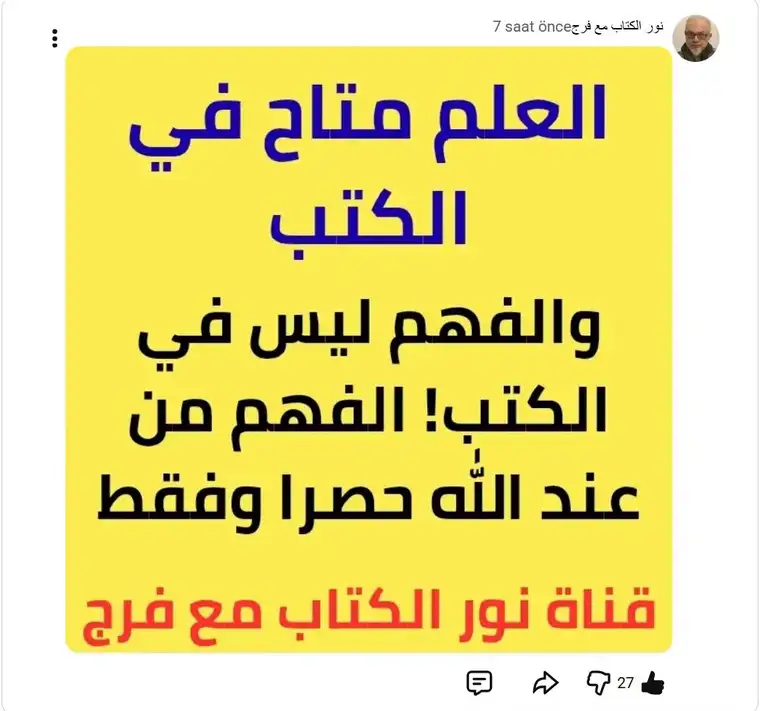 نور الكتاب مع فرج 7 saat önce
العلم متاح في
الكتب
والفهم ليس في
الكتب! الفهم من
عند الله حصرا وفقط
قناة نور الكتاب مع فرج
27